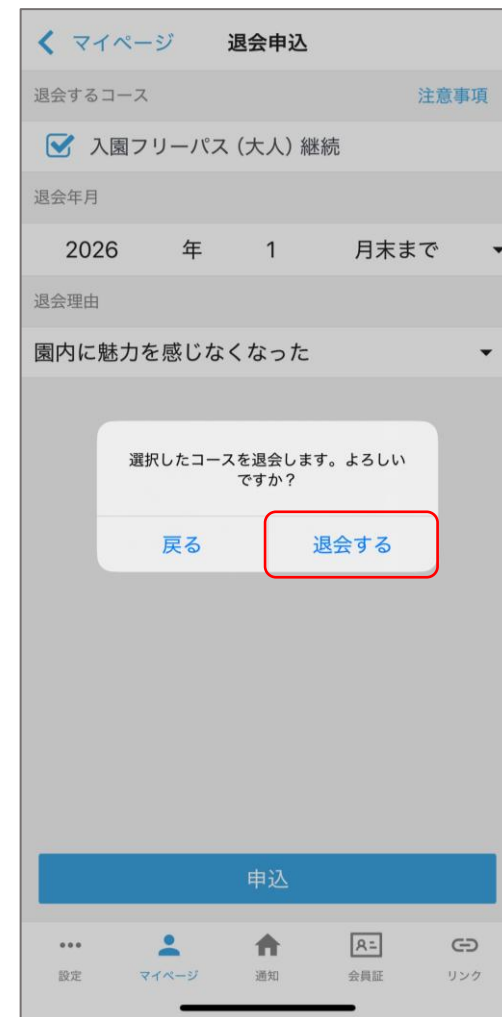 マイページ 退会申込
退会するコース 注意事項
入園フリーパス (大人) 継続
退会年月
2026 年 1 月末まで
退会理由
園内に魅力を感じなくなった
選択したコースを退会します。よろしい
ですか？
戻る 退会する
申込
設定 マイページ 通知 会員証 リンク